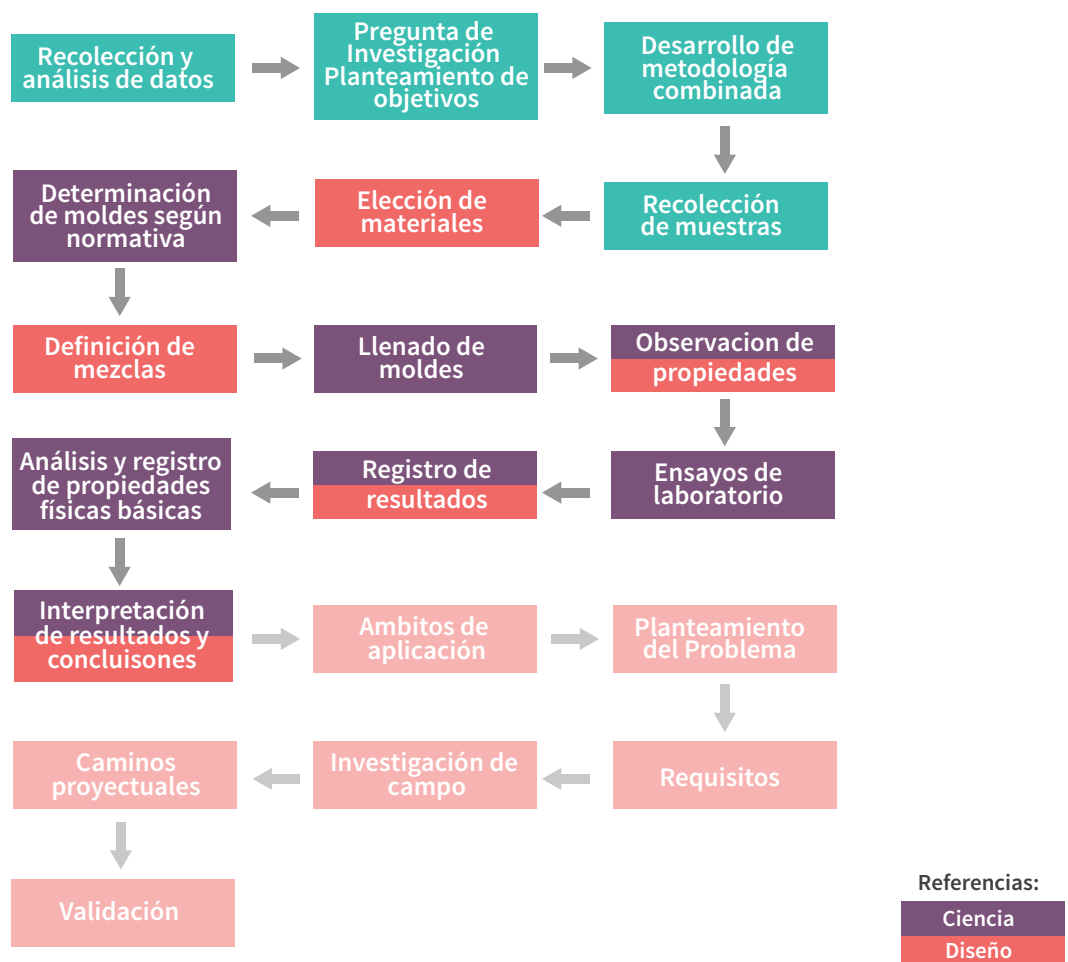 Recolección y
análisis de datos
Pregunta de
Investigación
Planteamiento de
objetivos
Desarrollo de
metodología
combinada
Recolección
de muestras
Elección de
materiales
Determinación
de moldes según
normativa
Definición de
mezclas
Llenado de
moldes
Observacion de
propiedades
Ensayos de
laboratorio
Registro de
resultados
Análisis y registro
de propiedades
físicas básicas
Interpretación
de resultados y
concluisones
Ambitos de
aplicación
Planteamiento
del Problema
Requisitos
Investigación de
campo
Caminos
proyectuales
Validación
Referencias:
Ciencia
Diseño